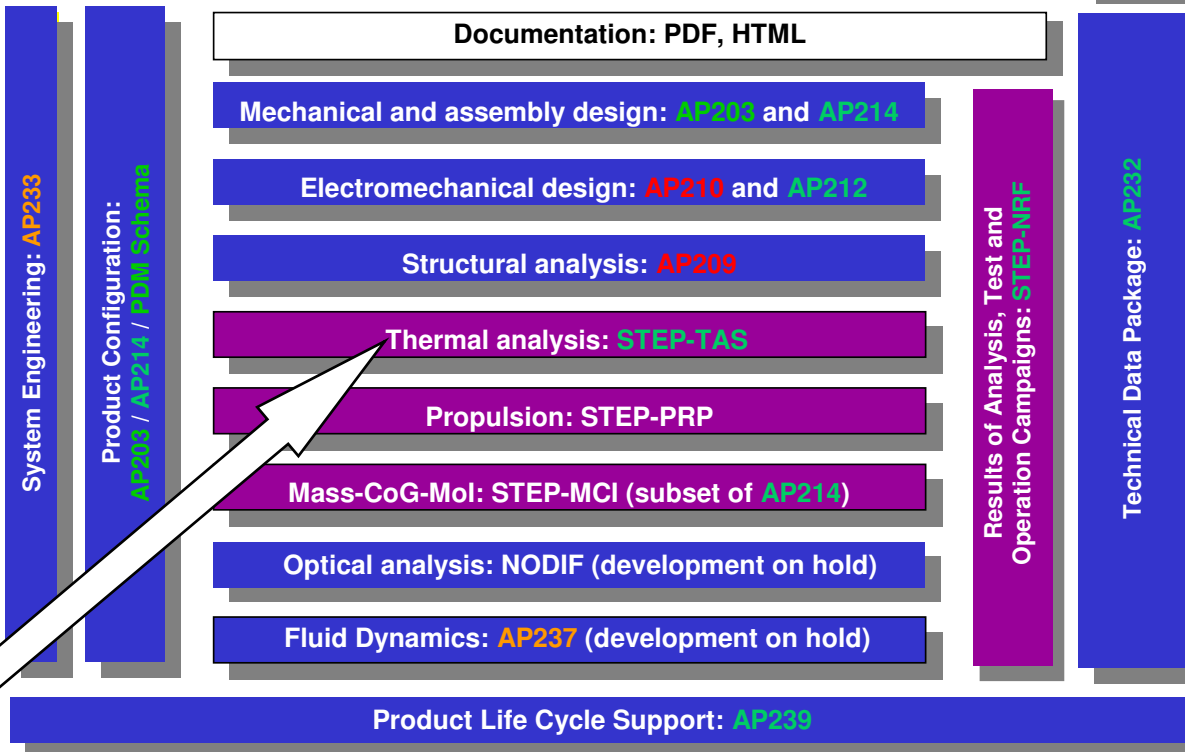 Documentation: PDF, HTML
System Engineering: AP233
Product Configuration:
AP203 / AP214 / PDM Schema
Mechanical and assembly design: AP203 and AP214
Electromechanical design: AP210 and AP212
Structural analysis: AP209
Thermal analysis: STEP-TAS
Propulsion: STEP-PRP
Mass-CoG-MoI: STEP-MCI (subset of AP214)
Optical analysis: NODIF (development on hold)
Fluid Dynamics: AP237 (development on hold)
Results of Analysis, Test and
Operation Campaigns: STEP-NRF
Technical Data Package: AP232
Product Life Cycle Support: AP239